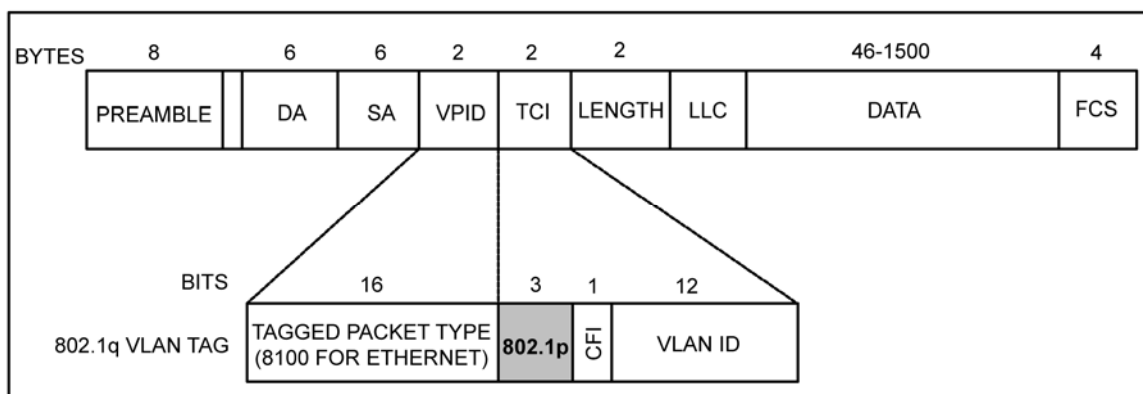 BYTES 8 6 6 2 2 2 46-1500 4
PREAMBLE DA SA VPID TCI LENGTH LLC DATA FCS
BITS 16 3 1 12
802.1q VLAN TAG TAGGED PACKET TYPE (8100 FOR ETHERNET) 802.1p CFI VLAN ID